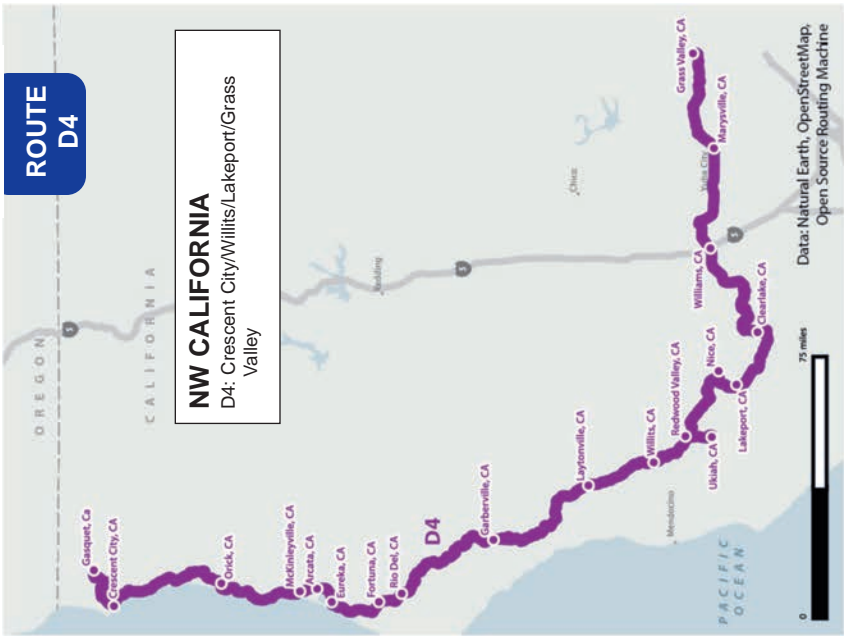 ROUTE
D4
NW CALIFORNIA
D4: Crescent City/Willits/Lakeport/Grass
Valley
OREGON
CALIFORNIA
5
5
5
Gasquet, Ca
Crescent City, CA
Orick, CA
McKinleyville, CA
Arcata, CA
Eureka, CA
Fortuna, CA
Rio Del, CA
D4
Garberville, CA
Laytonville, CA
Willits, CA
Redwood Valley, CA
Ukiah, CA
Nice, CA
Lakeport, CA
Clearlake, CA
Williams, CA
Yuba City
Marysville, CA
Grass Valley, CA
Redding
Chico
Mendocino
PACIFIC
OCEAN
0
75 miles
Data: Natural Earth, OpenStreetMap,
Open Source Routing Machine